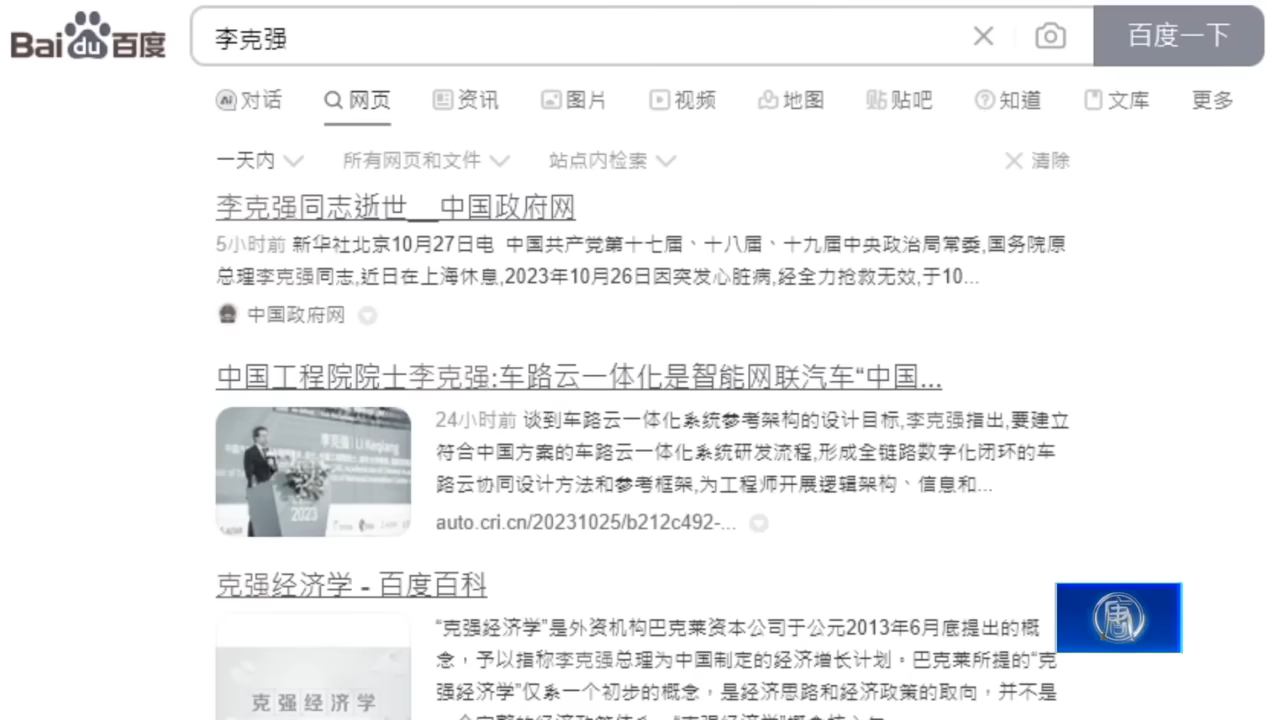 Bai du 百度
李克强
百度一下
对话 网页 资讯 图片 视频 地图 贴吧 知道 文库 更多
一天内 所有网页和文件 站点内检索 清除
李克强同志逝世__中国政府网
5小时前 新华社北京10月27日电 中国共产党第十七届、十八届、十九届中央政治局常委,国务院原
总理李克强同志,近日在上海休息,2023年10月26日因突发心脏病,经全力抢救无效,于10...
中国政府网
中国工程院院士李克强:车路云一体化是智能网联汽车“中国...
24小时前 谈到车路云一体化系统参考架构的设计目标,李克强指出,要建立
符合中国方案的车路云一体化系统研发流程,形成全链路数字化闭环的车
路云协同设计方法和参考框架,为工程师开展逻辑架构、信息和...
李克强 | LI Keqiang
2023
auto.cri.cn/20231025/b212c492-...
克强经济学 - 百度百科
“克强经济学”是外资机构巴克莱资本公司于公元2013年6月底提出的概
念，予以指称李克强总理为中国制定的经济增长计划。巴克莱所提的“克
强经济学”仅系一个初步的概念，是经济思路和经济政策的取向，并不是
克强经济学
唐